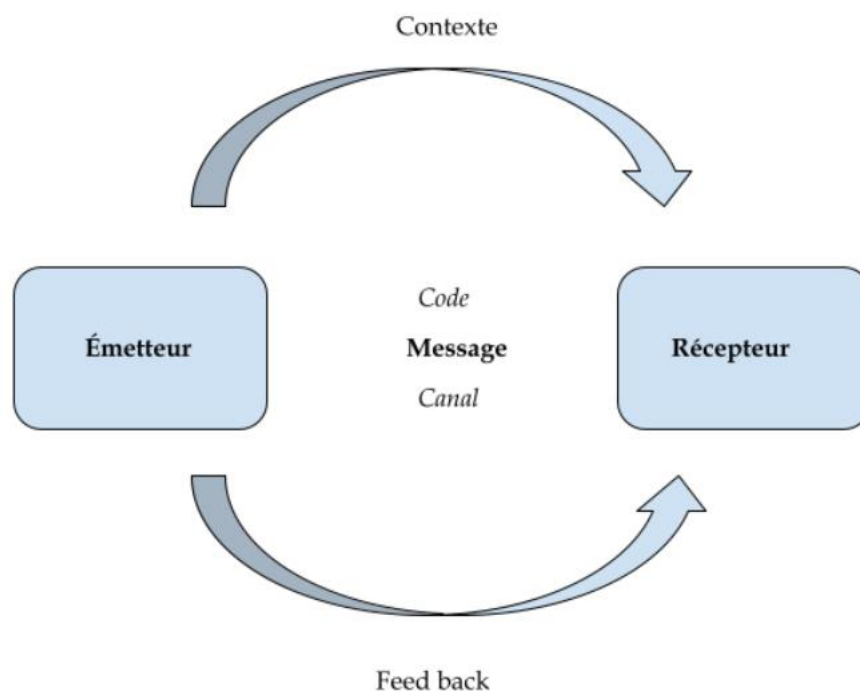 Contexte
Code
Émetteur
Message
Récepteur
Canal
Feed back